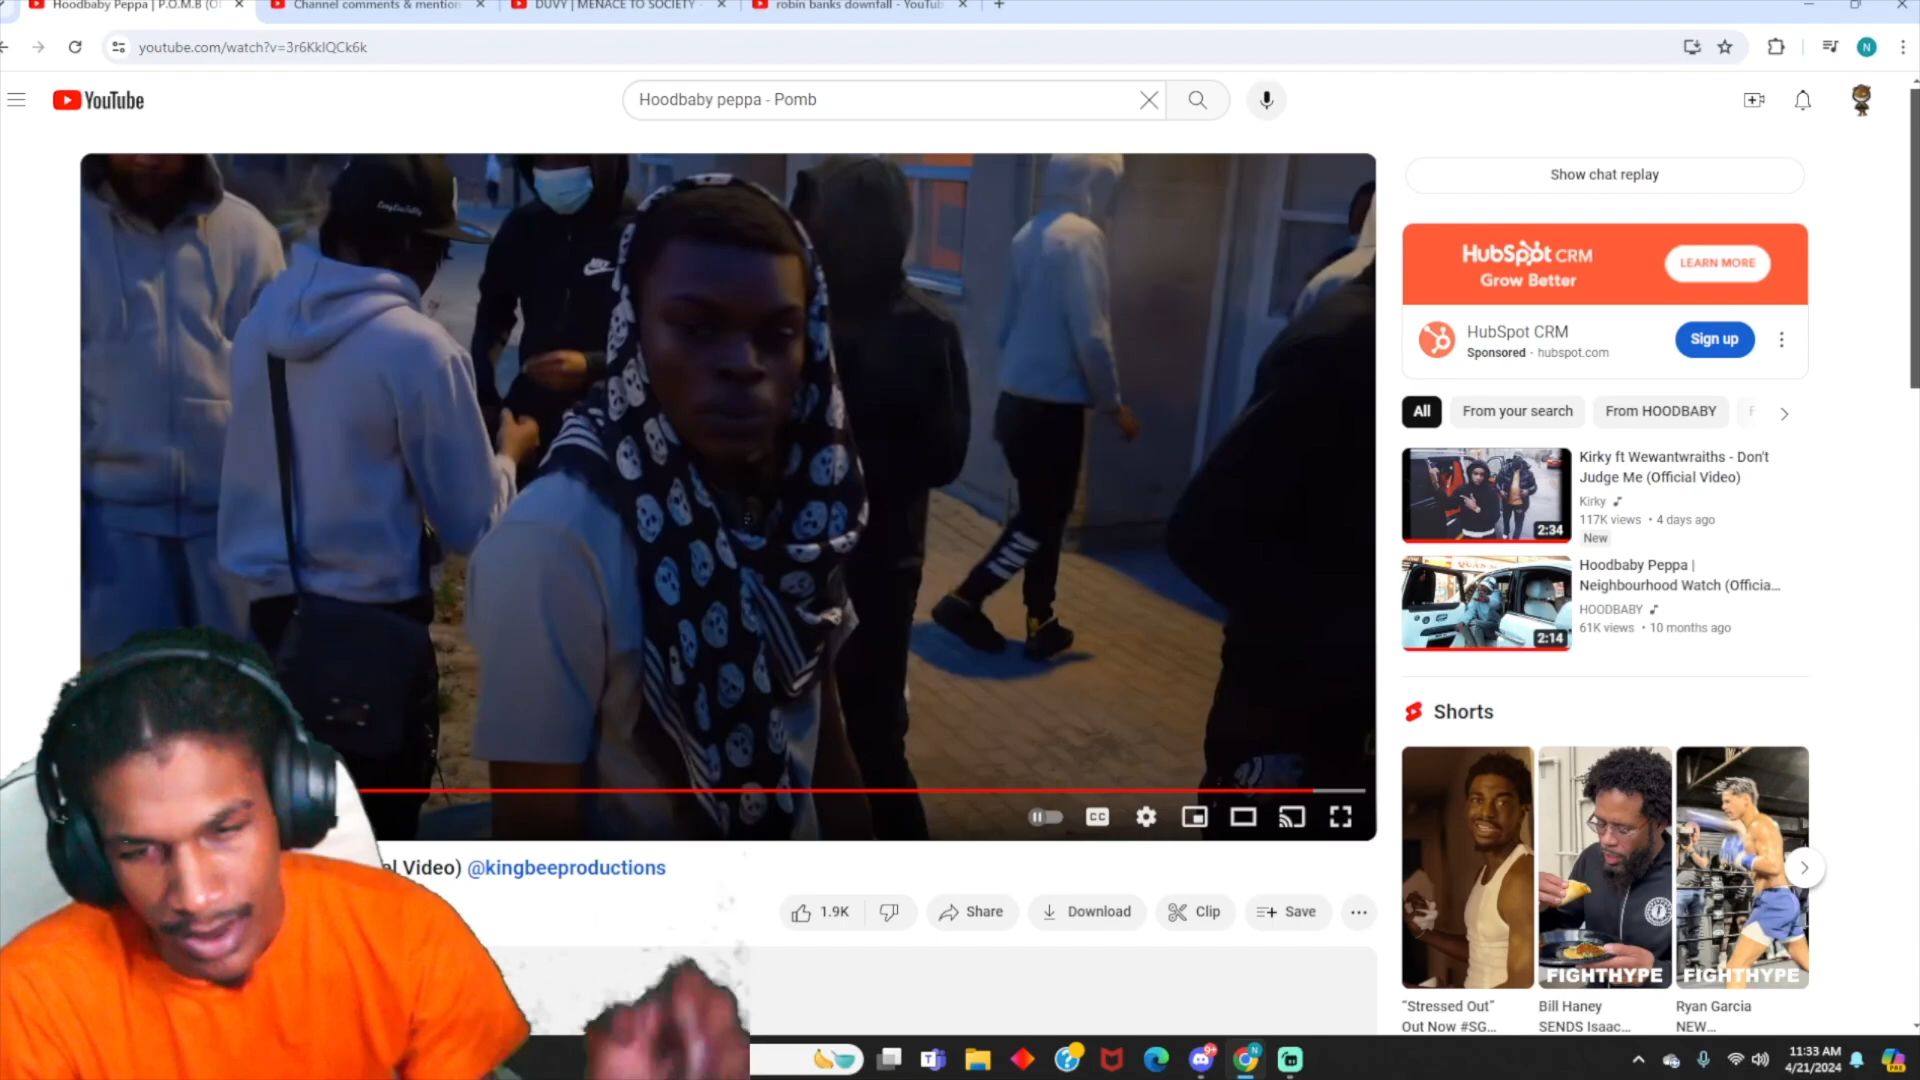 Hoodbaby Peppa | P.O.M.B (O
Channel comments & mention
DUVY | MENACE TO SOCIETY -
robin banks downfall - YouTub
youtube.com/watch?v=3r6KkIQCk6k
N
YouTube
Hoodbaby peppa - Pomb
Show chat replay
HubSpot CRM
Grow Better
LEARN MORE
HubSpot CRM
Sponsored · hubspot.com
Sign up
All
From your search
From HOODBABY
Kirky ft Wewantwraiths - Don't
Judge Me (Official Video)
Kirky
117K views • 4 days ago
New
2:34
Hoodbaby Peppa |
Neighbourhood Watch (Officia...
HOODBABY
61K views • 10 months ago
2:14
Shorts
CC
al Video) @kingbeeproductions
1.9K
Share
Download
Clip
Save
FIGHTHYPE
FIGHTHYPE
"Stressed Out"
Out Now #SG...
Bill Haney
SENDS Isaac...
Ryan Garcia
NEW...
11:33 AM
4/21/2024